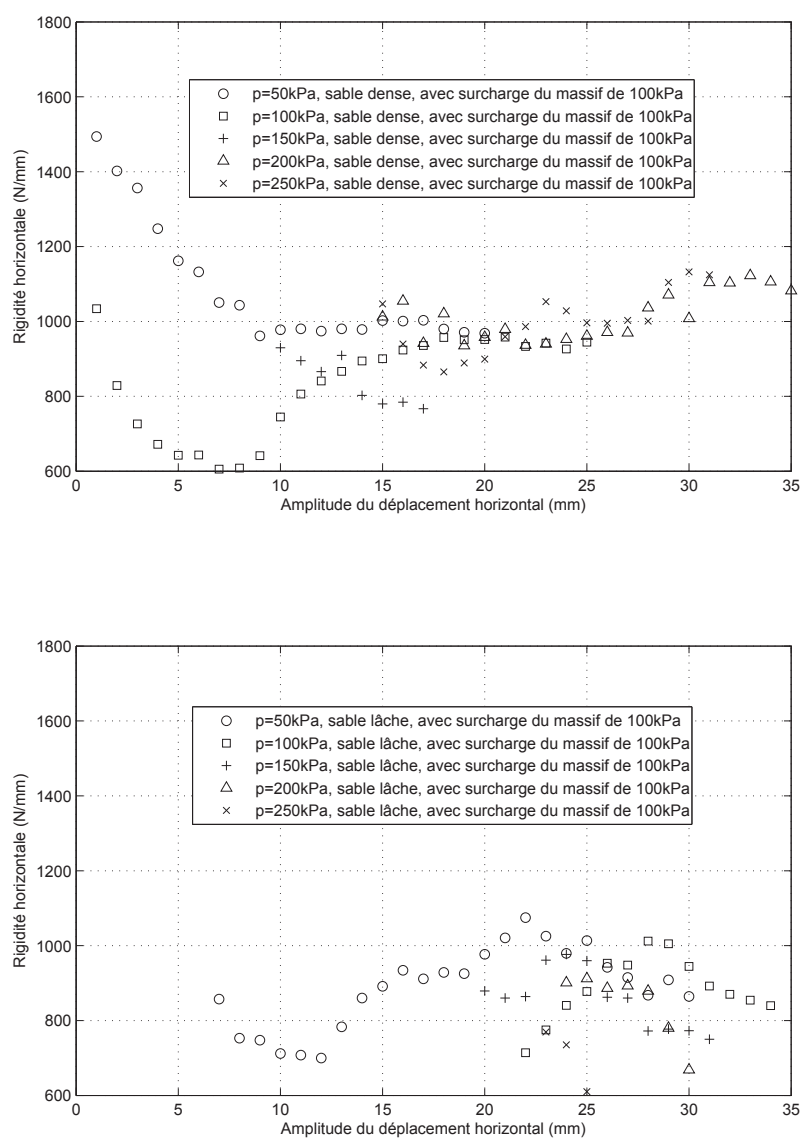 1800
1600
1400
1200
1000
800
600
Rigidité horizontale (N/mm)
p=50kPa, sable dense, avec surcharge du massif de 100kPa
p=100kPa, sable dense, avec surcharge du massif de 100kPa
p=150kPa, sable dense, avec surcharge du massif de 100kPa
p=200kPa, sable dense, avec surcharge du massif de 100kPa
p=250kPa, sable dense, avec surcharge du massif de 100kPa
0 5 10 15 20 25 30 35
Amplitude du déplacement horizontal (mm)
1800
1600
1400
1200
1000
800
600
Rigidité horizontale (N/mm)
p=50kPa, sable lâche, avec surcharge du massif de 100kPa
p=100kPa, sable lâche, avec surcharge du massif de 100kPa
p=150kPa, sable lâche, avec surcharge du massif de 100kPa
p=200kPa, sable lâche, avec surcharge du massif de 100kPa
p=250kPa, sable lâche, avec surcharge du massif de 100kPa
0 5 10 15 20 25 30 35
Amplitude du déplacement horizontal (mm)